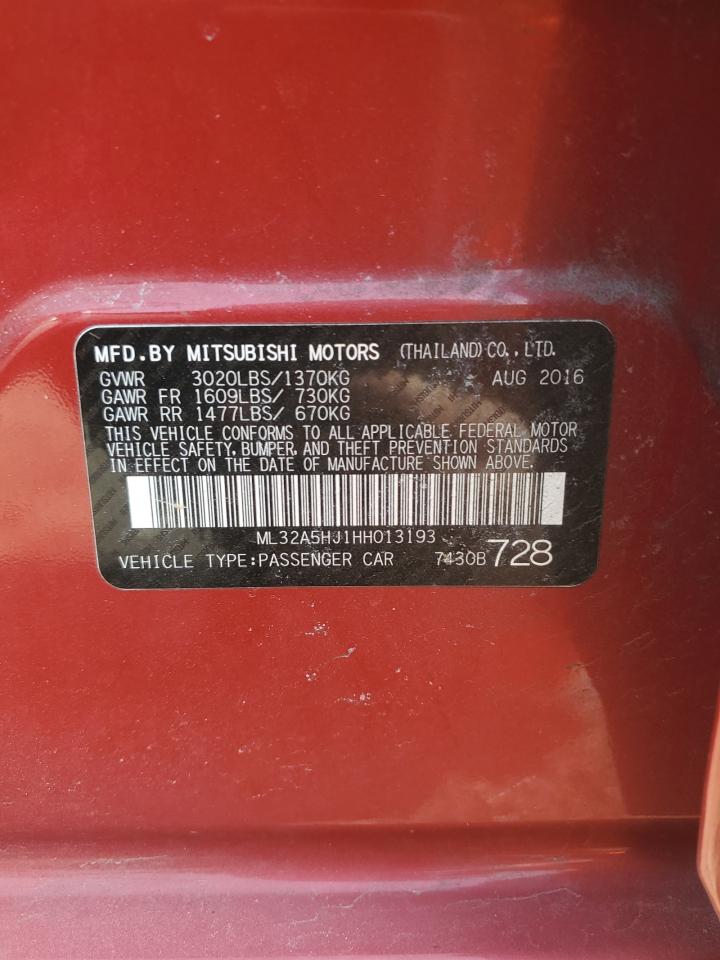 MFD.BY MITSUBISHI MOTORS (THAILAND) CO., LTD.
GVWR 3020LBS/1370KG AUG 2016
GAWR FR 1609LBS/ 730KG
GAWR RR 1477LBS/ 670KG
THIS VEHICLE CONFORMS TO ALL APPLICABLE FEDERAL MOTOR
VEHICLE SAFETY, BUMPER, AND THEFT PREVENTION STANDARDS
IN EFFECT ON THE DATE OF MANUFACTURE SHOWN ABOVE.
ML32A5HJ1HH013193
VEHICLE TYPE:PASSENGER CAR 7430B 728